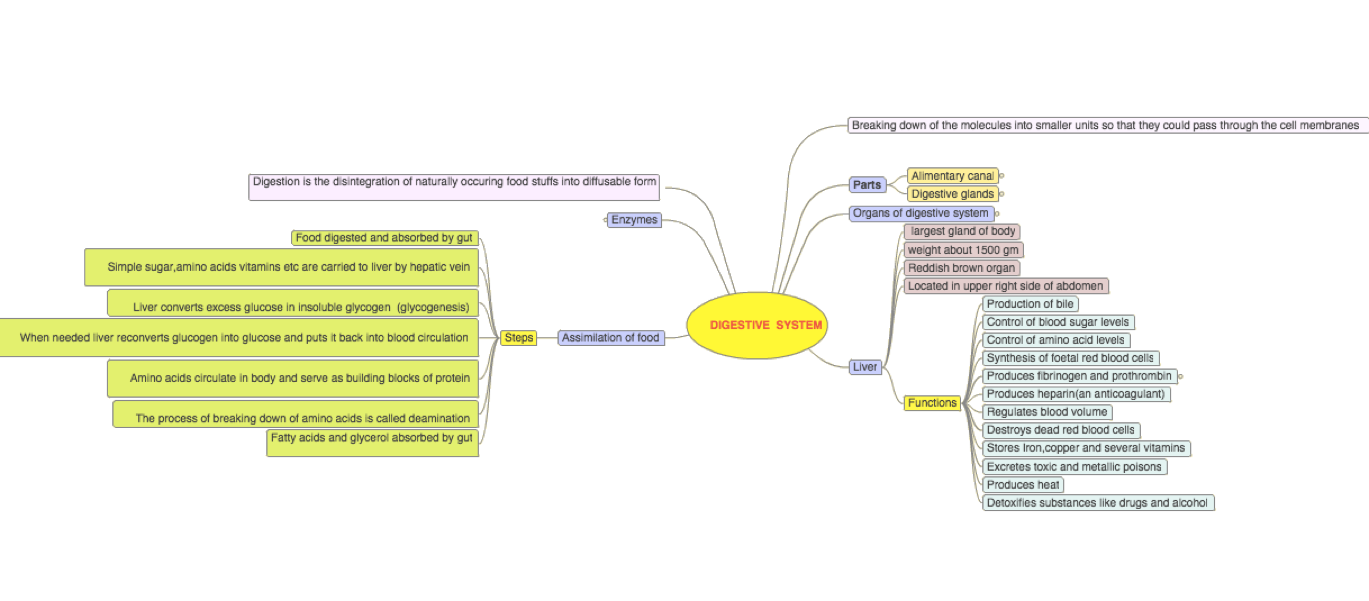 Breaking down of the molecules into smaller units so that they could pass through the cell membranes
Alimentary canal
Parts
Digestive glands
Organs of digestive system
largest gland of body
weight about 1500 gm
Reddish brown organ
Located in upper right side of abdomen
Production of bile
Control of blood sugar levels
Control of amino acid levels
Synthesis of foetal red blood cells
Liver
Produces fibrinogen and prothrombin
Produces heparin(an anticoagulant)
Functions
Regulates blood volume
Destroys dead red blood cells
Stores Iron,copper and several vitamins
Excretes toxic and metallic poisons
Produces heat
Detoxifies substances like drugs and alcohol
DIGESTIVE SYSTEM
Digestion is the disintegration of naturally occuring food stuffs into diffusable form
Enzymes
Assimilation of food
Steps
Food digested and absorbed by gut
Simple sugar,amino acids vitamins etc are carried to liver by hepatic vein
Liver converts excess glucose in insoluble glycogen (glycogenesis)
When needed liver reconverts glucogen into glucose and puts it back into blood circulation
Amino acids circulate in body and serve as building blocks of protein
The process of breaking down of amino acids is called deamination
Fatty acids and glycerol absorbed by gut